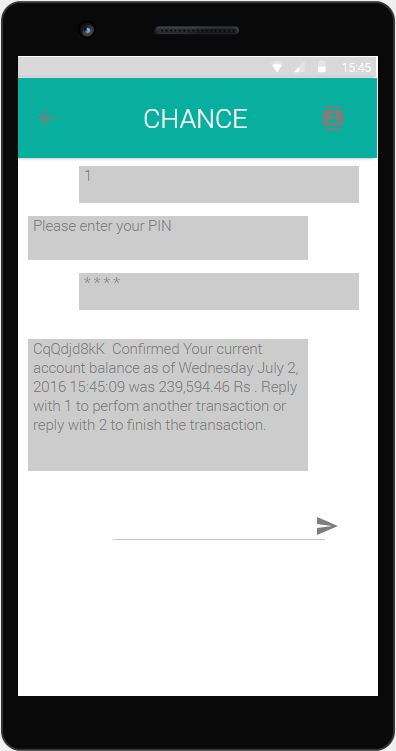 15:45
CHANCE
1
Please enter your PIN
* * * *
CqQdjd8kK Confirmed Your current
account balance as of Wednesday July 2,
2016 15:45:09 was 239,594.46 Rs . Reply
with 1 to perfom another transaction or
reply with 2 to finish the transaction.